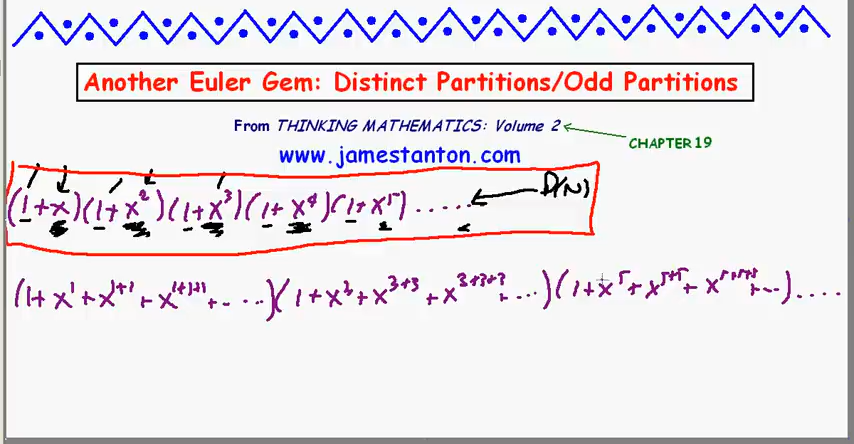 Another Euler Gem: Distinct Partitions/Odd Partitions
From THINKING MATHEMATICS: Volume 2
CHAPTER 19
www.jamestanton.com
(1+x)(1+x²)(1+x³)(1+x⁴)(1+x⁵)...... D(N)
(1+x¹+x¹⁺¹+x¹⁺¹⁺¹+....)(1+x³+x³⁺³+x³⁺³⁺³+...)(1+x⁵+x⁵⁺⁵+x⁵⁺⁵⁺⁵+...)....